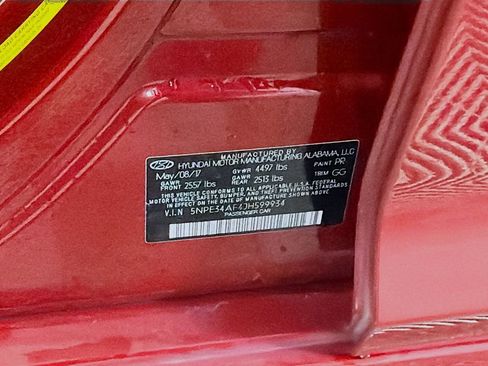 MANUFACTURED BY
HYUNDAI MOTOR MANUFACTURING ALABAMA, LLC
May/08/17 GVWR 4497 lbs PAINT PR
GAWR FRONT 2557 lbs GAWR REAR 2513 lbs TRIM GG
THIS VEHICLE CONFORMS TO ALL APPLICABLE U.S.A. FEDERAL
MOTOR VEHICLE SAFETY, BUMPER, AND THEFT PREVENTION
STANDARDS IN EFFECT ON THE DATE OF MANUFACTURE SHOWN ABOVE
V.I.N 5NPE34AF4JH599934
PASSENGER CAR